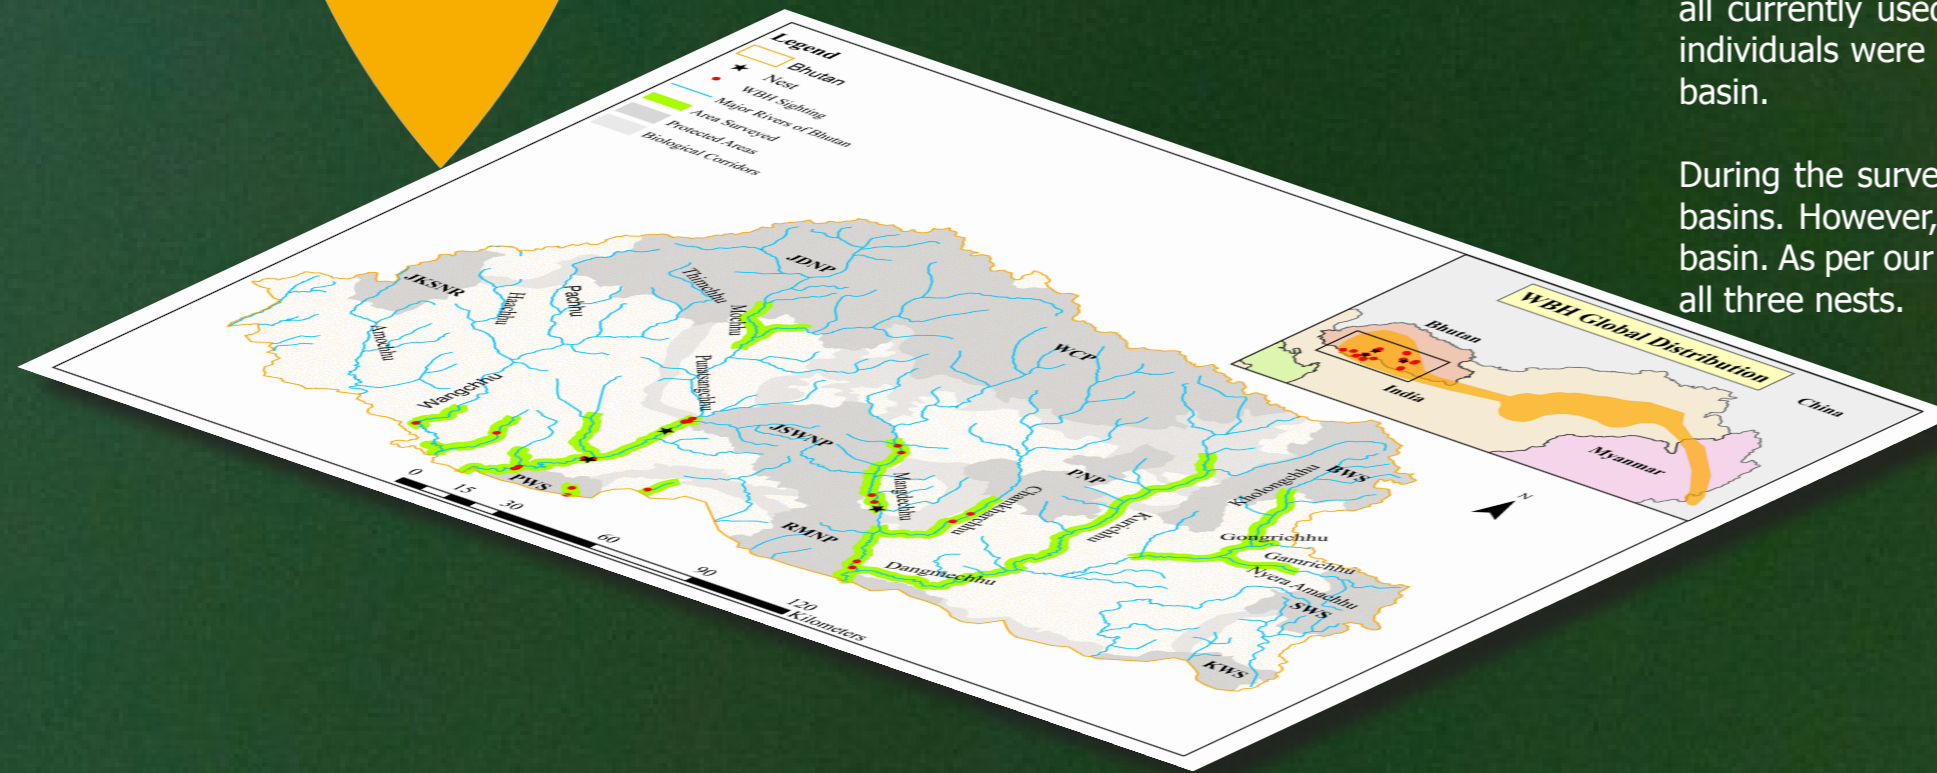 all currently used
individuals were
basin.
During the surve
basins. However,
basin. As per our
all three nests.
Legend
Bhutan
Nest
WBH Sighting
Major Rivers of Bhutan
Area Surveyed
Protected Areas
Biological Corridors
JKSNR
JDNP
WCP
JSWNP
PWS
RMNP
PNP
BWS
SWS
KWS
Amochhu
Haachhu
Pachu
Thimchhu
Mochu
Punatsangchhu
Wangchhu
Mangdechhu
Chamkharchhu
Kurichhu
Kholongchhu
Gongrichhu
Gamrichhu
Nyera Amachhu
Dangmechhu
0 15 30 60 90 120
Kilometers
WBH Global Distribution
Bhutan
India
China
Myanmar
N